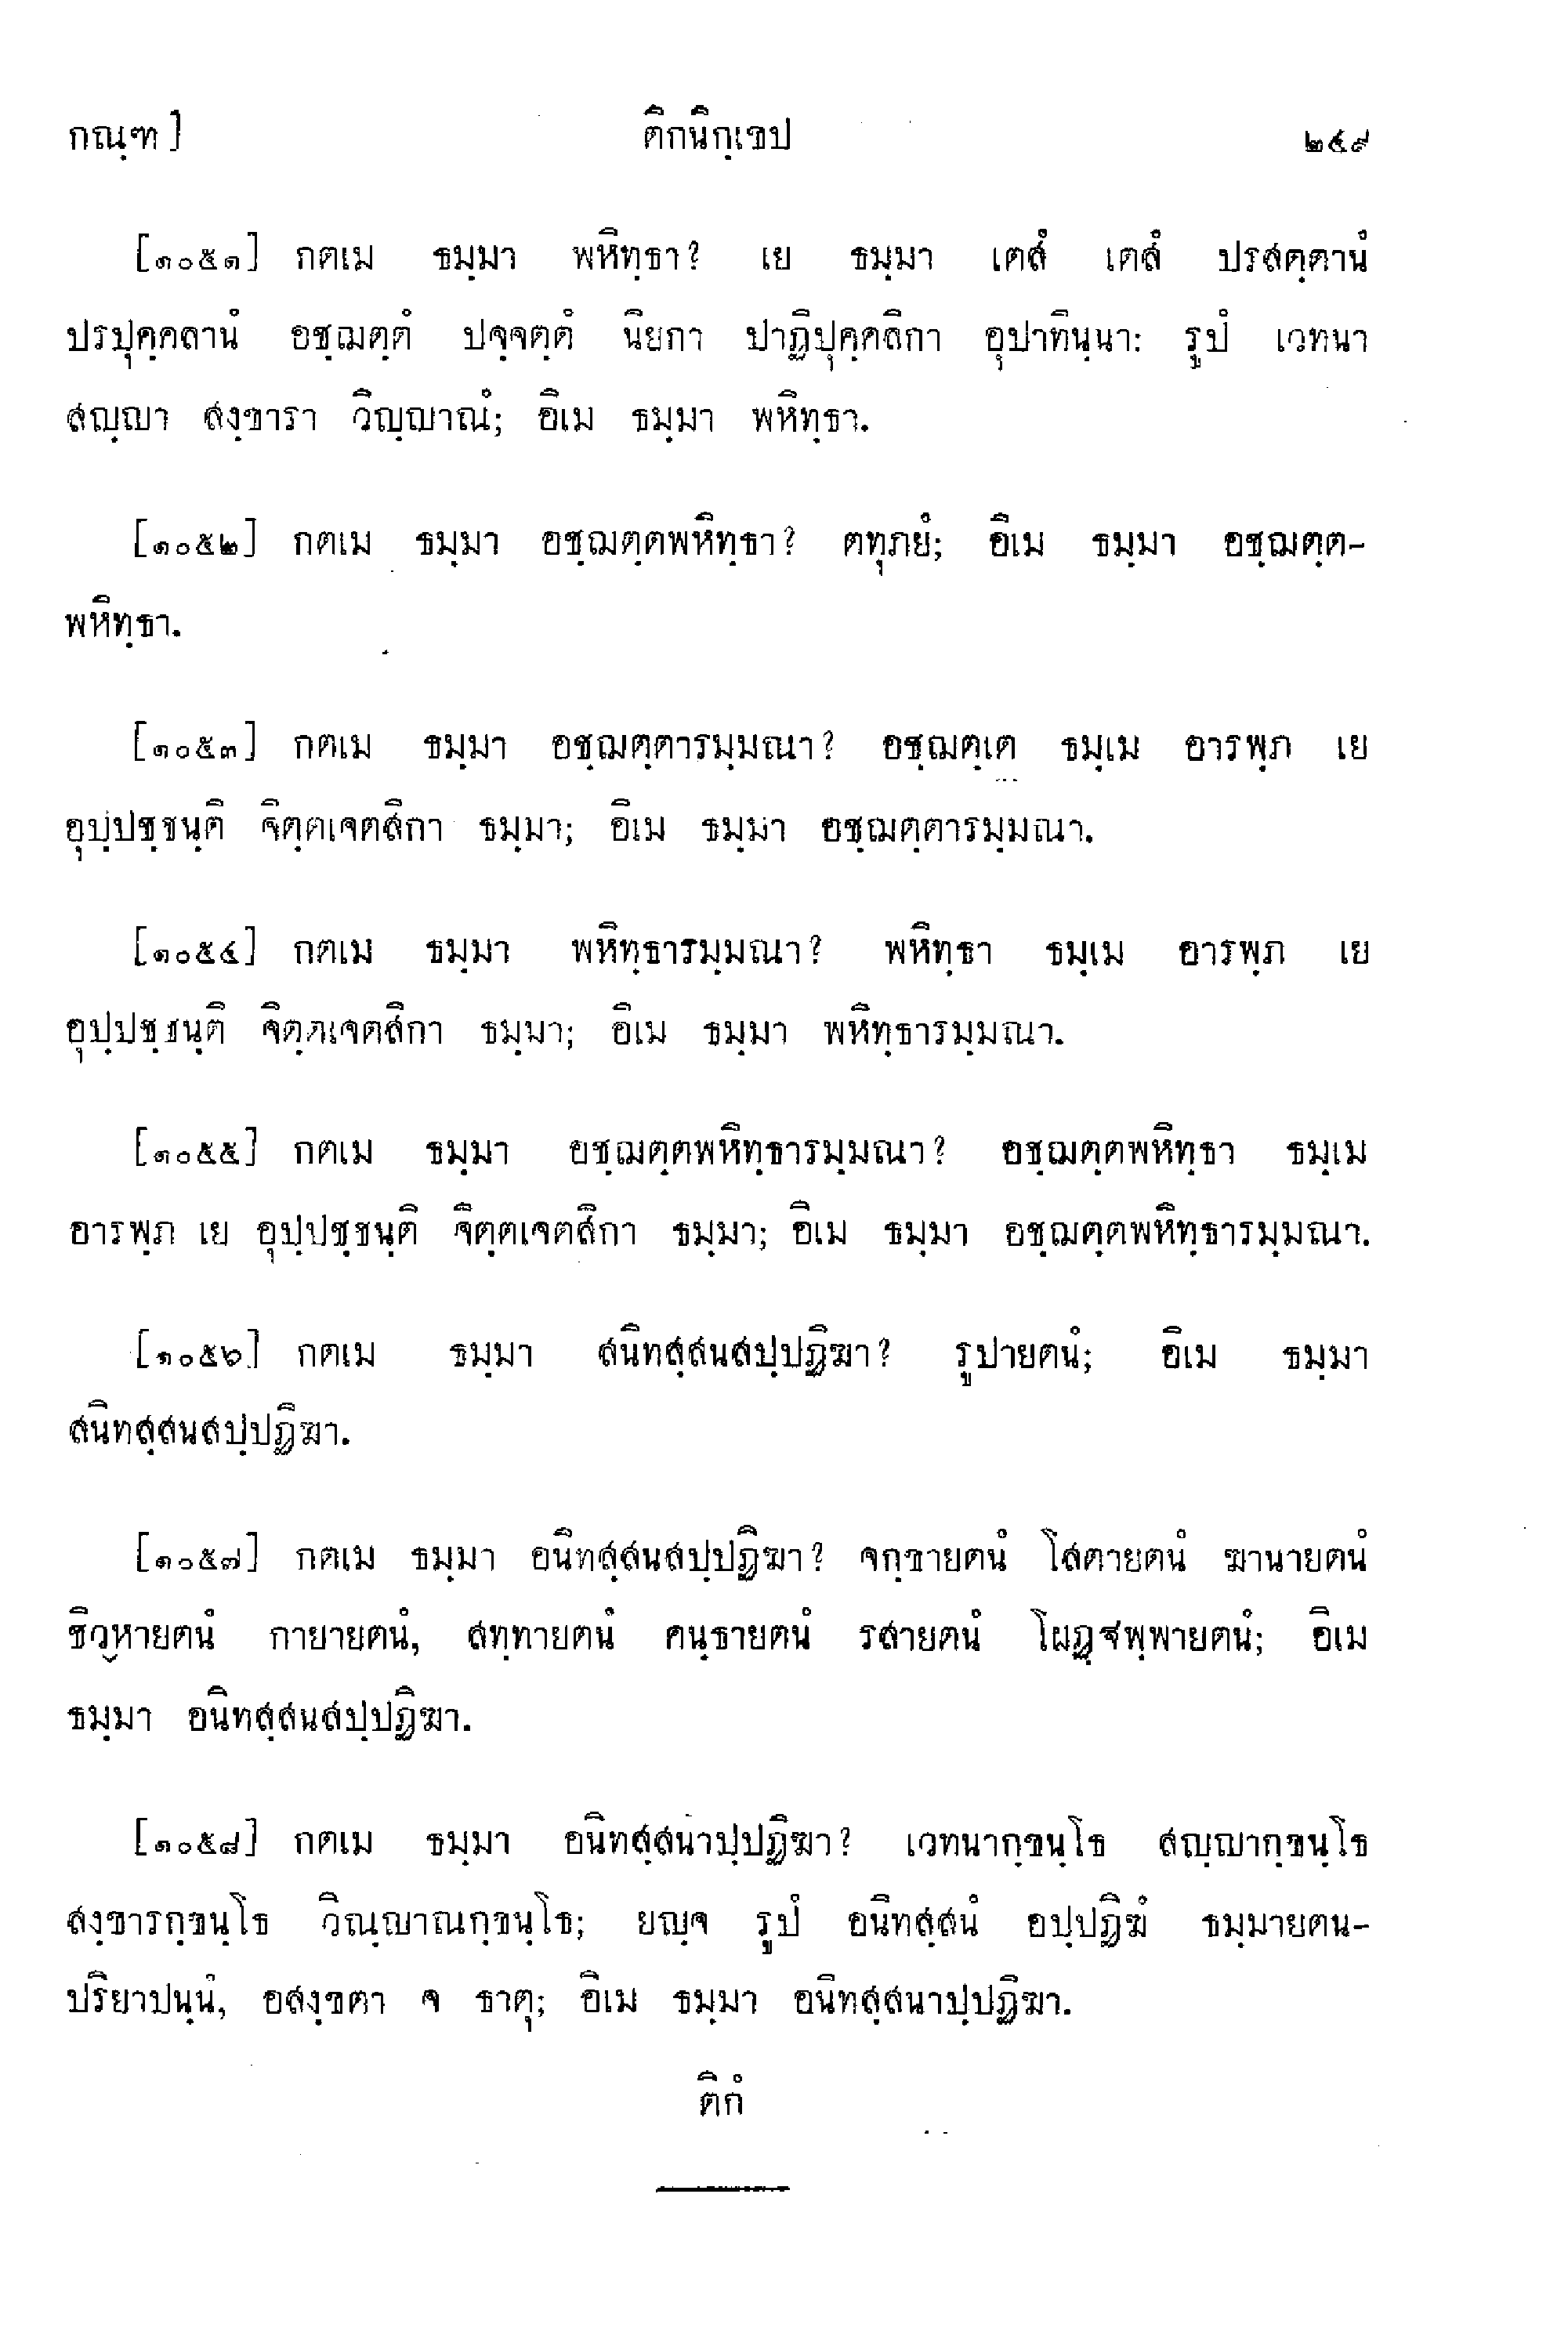 กณฺฑ]	ติกนิกฺเขป	๒๔๙
[๑๐๕๑] กตเม ธมฺมา พหิทฺธา? เย ธมฺมา เตสํ เตสํ ปรสตฺตานํ
ปรปุคฺคลานํ อชฺฌตฺตํ ปจฺจตฺตํ นิยกา ปาฏิปุคฺคลิกา อุปาทินฺนา: รูปํ เวทนา
สญฺญา สงฺขารา วิญฺญาณํ; อิเม ธมฺมา พหิทฺธา.
[๑๐๕๒] กตเม ธมฺมา อชฺฌตฺตพหิทฺธา? ตทุภยํ; อิเม ธมฺมา อชฺฌตฺต-
พหิทฺธา.
[๑๐๕๓] กตเม ธมฺมา อชฺฌตฺตารมฺมณา? อชฺฌตฺเต ธมฺเม อารพฺภ เย
อุปฺปชฺชนฺติ จิตฺตเจตสิกา ธมฺมา; อิเม ธมฺมา อชฺฌตฺตารมฺมณา.
[๑๐๕๔] กตเม ธมฺมา พหิทฺธารมฺมณา? พหิทฺธา ธมฺเม อารพฺภ เย
อุปฺปชฺชนฺติ จิตฺตเจตสิกา ธมฺมา; อิเม ธมฺมา พหิทฺธารมฺมณา.
[๑๐๕๕] กตเม ธมฺมา อชฺฌตฺตพหิทฺธารมฺมณา? อชฺฌตฺตพหิทฺธา ธมฺเม
อารพฺภ เย อุปฺปชฺชนฺติ จิตฺตเจตสิกา ธมฺมา; อิเม ธมฺมา อชฺฌตฺตพหิทฺธารมฺมณา.
[๑๐๕๖] กตเม ธมฺมา สนิทสฺสนสปฺปฏิฆา? รูปายตนํ; อิเม ธมฺมา
สนิทสฺสนสปฺปฏิฆา.
[๑๐๕๗] กตเม ธมฺมา อนิทสฺสนสปฺปฏิฆา? จกฺขายตนํ โสตายตนํ ฆานายตนํ
ชิวฺหายตนํ กายายตนํ, สทฺทายตนํ คนฺธายตนํ รสายตนํ โผฏฺฐพฺพายตนํ; อิเม
ธมฺมา อนิทสฺสนสปฺปฏิฆา.
[๑๐๕๘] กตเม ธมฺมา อนิทสฺสนาปฺปฏิฆา? เวทนากฺขนฺโธ สญฺญากฺขนฺโธ
สงฺขารกฺขนฺโธ วิณฺญาณกฺขนฺโธ; ยญฺจ รูปํ อนิทสฺสนํ อปฺปฏิฆํ ธมฺมายตน-
ปริยาปนฺนํ, อสงฺขตา จ ธาตุ; อิเม ธมฺมา อนิทสฺสนาปฺปฏิฆา.
ติกํ